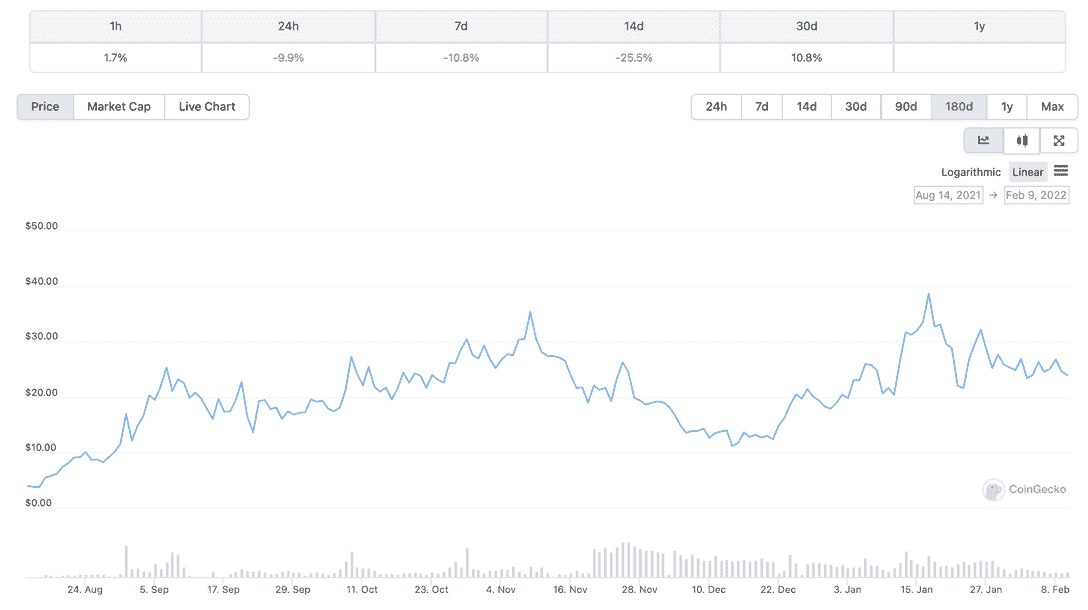 1h 24h 7d 14d 30d 1y
1.7% -9.9% -10.8% -25.5% 10.8%
Price Market Cap Live Chart 24h 7d 14d 30d 90d 180d 1y Max
Logarithmic Linear
Aug 14, 2021 → Feb 9, 2022
$50.00
$40.00
$30.00
$20.00
$10.00
CoinGecko
$0.00
24. Aug 5. Sep 17. Sep 29. Sep 11. Oct 23. Oct 4. Nov 16. Nov 28. Nov 10. Dec 22. Dec 3. Jan 15. Jan 27. Jan 8. Feb